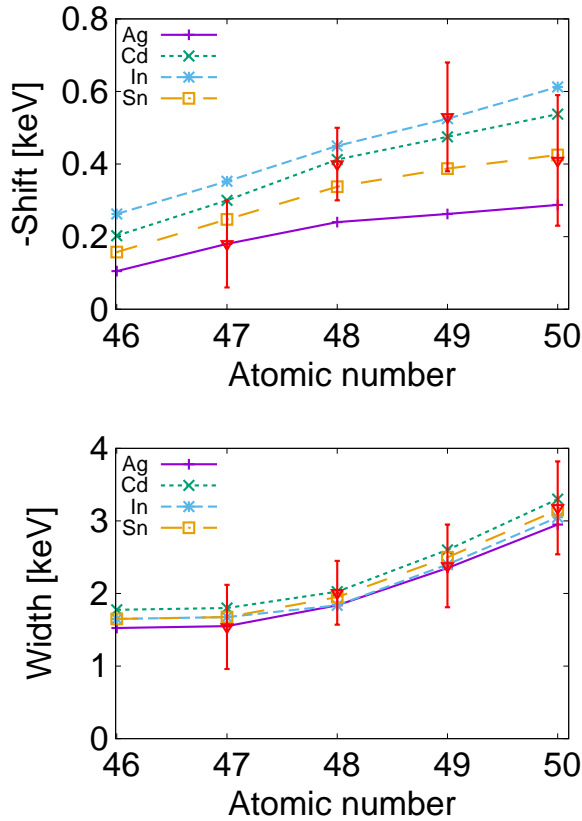 0.8
Ag
Cd
In
Sn
0.6
0.4
0.2
0
-Shift [keV]
46 47 48 49 50
Atomic number
4
Ag
Cd
In
Sn
3
2
1
0
Width [keV]
46 47 48 49 50
Atomic number